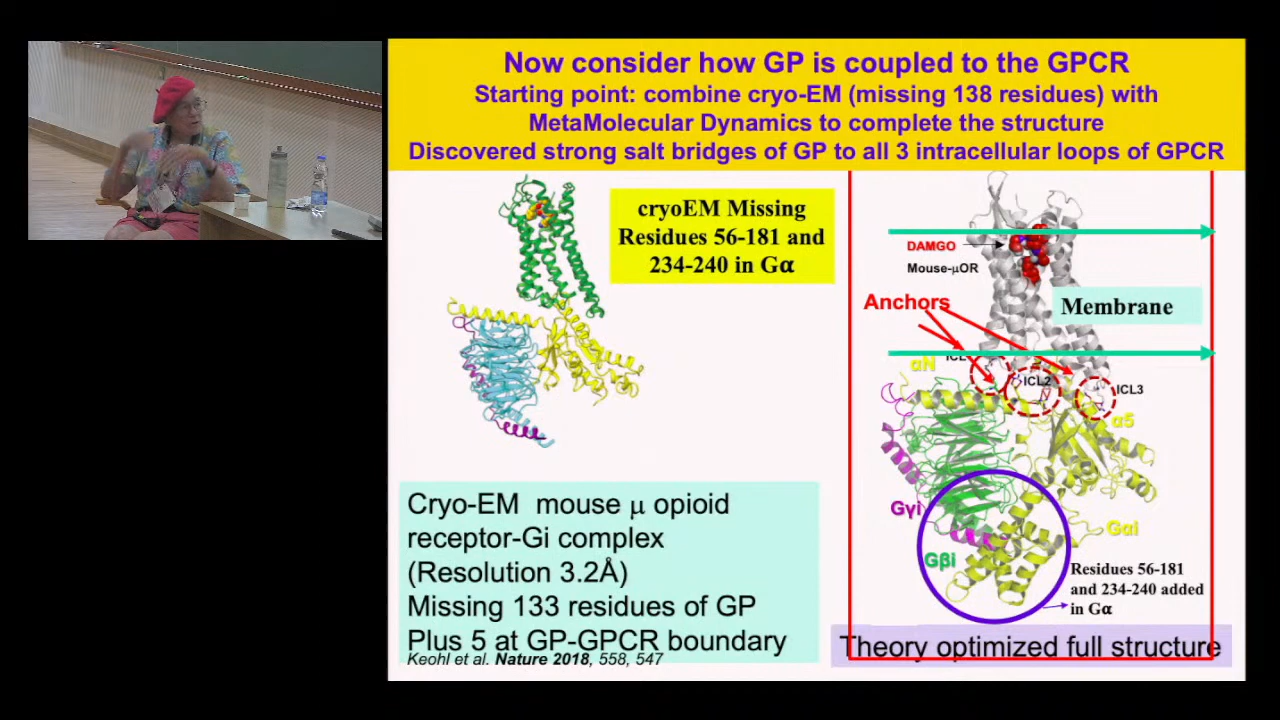 Now consider how GP is coupled to the GPCR
Starting point: combine cryo-EM (missing 138 residues) with
MetaMolecular Dynamics to complete the structure
Discovered strong salt bridges of GP to all 3 intracellular loops of GPCR
cryoEM Missing
Residues 56-181 and
234-240 in Gα
DAMGO
Mouse-μOR
Anchors
Membrane
αN
ICL2
ICL3
α5
Gγi
Gαi
Gβi
Residues 56-181
and 234-240 added
in Gα
Cryo-EM mouse μ opioid
receptor-Gi complex
(Resolution 3.2Å)
Missing 133 residues of GP
Plus 5 at GP-GPCR boundary
Keohl et al. Nature 2018, 558, 547
Theory optimized full structure